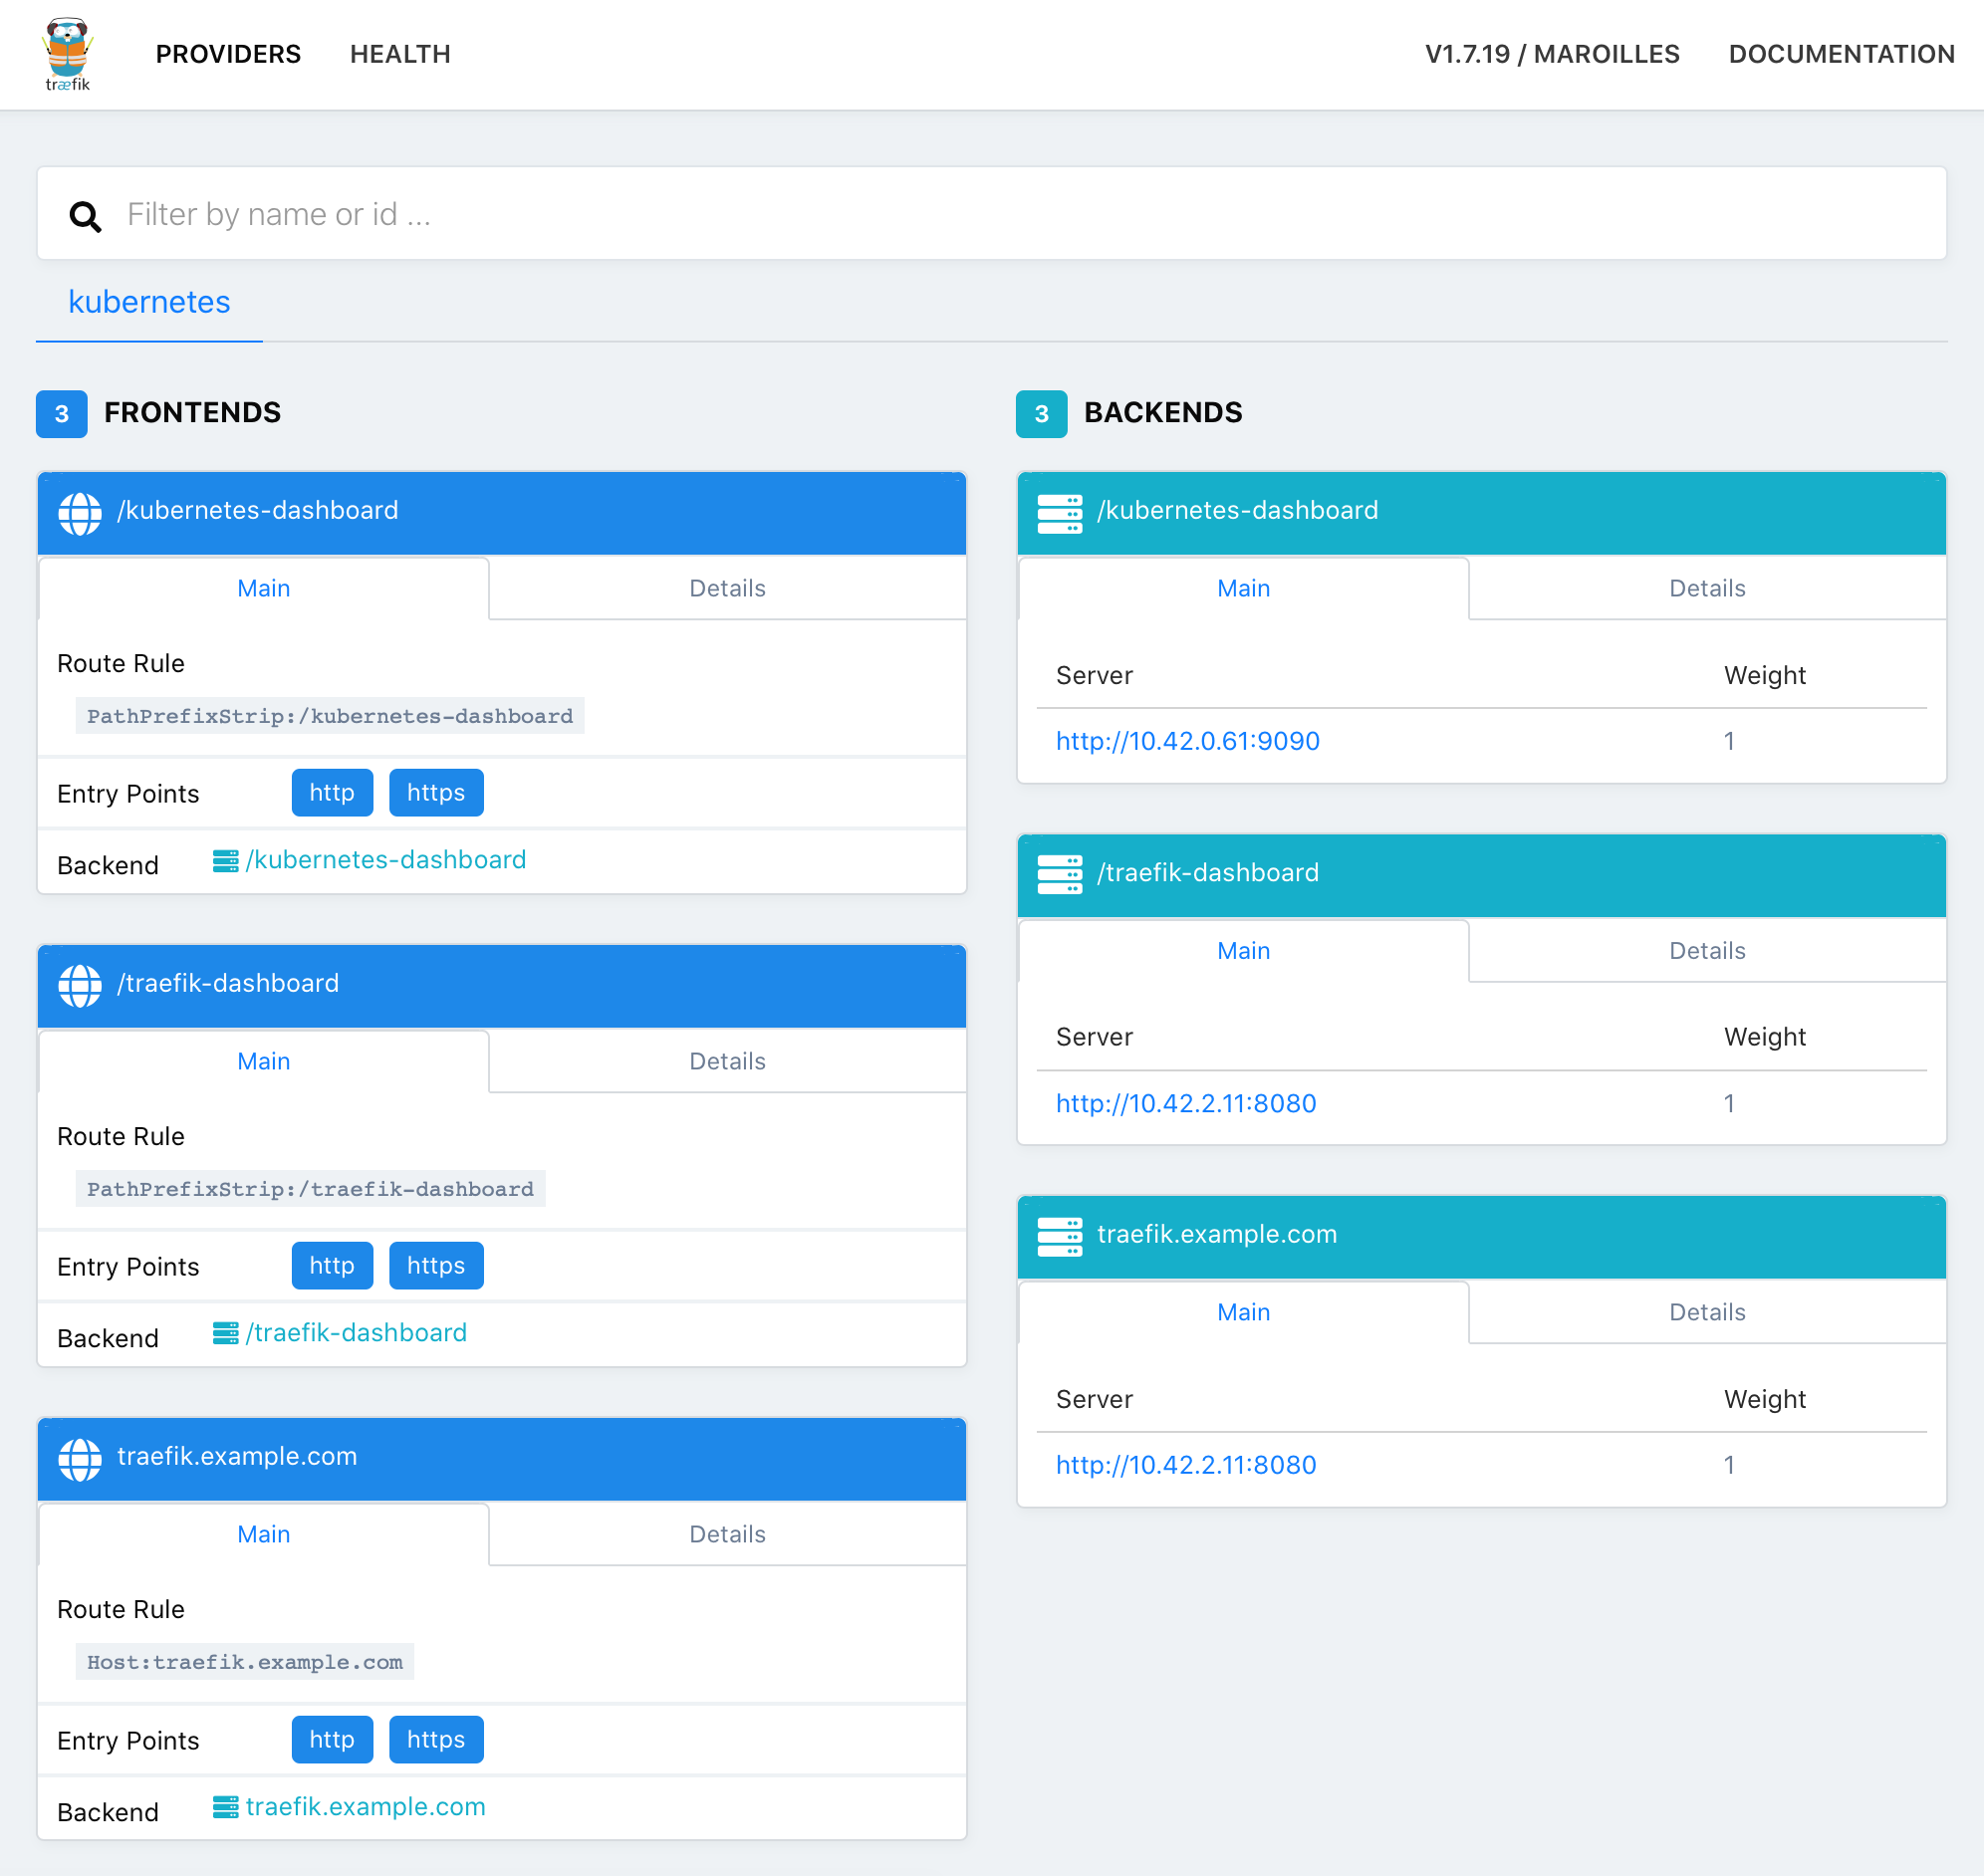 træfik
PROVIDERS HEALTH V1.7.19 / MAROILLES DOCUMENTATION
Filter by name or id ...
kubernetes
3 FRONTENDS
/kubernetes-dashboard
Main Details
Route Rule
PathPrefixStrip:/kubernetes-dashboard
Entry Points http https
Backend /kubernetes-dashboard
/traefik-dashboard
Main Details
Route Rule
PathPrefixStrip:/traefik-dashboard
Entry Points http https
Backend /traefik-dashboard
traefik.example.com
Main Details
Route Rule
Host:traefik.example.com
Entry Points http https
Backend traefik.example.com
3 BACKENDS
/kubernetes-dashboard
Main Details
Server Weight
http://10.42.0.61:9090 1
/traefik-dashboard
Main Details
Server Weight
http://10.42.2.11:8080 1
traefik.example.com
Main Details
Server Weight
http://10.42.2.11:8080 1